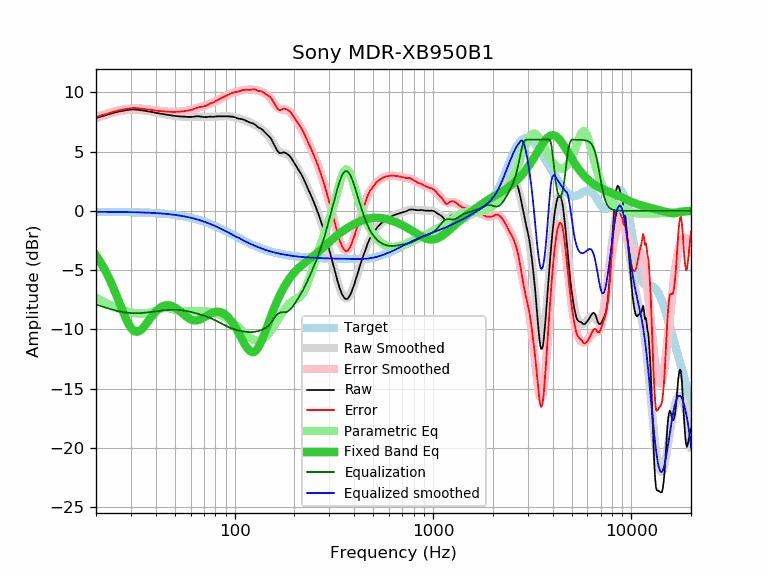 Sony MDR-XB950B1
10
5
0
−5
−10
−15
−20
−25
Amplitude (dBr)
Target
Raw Smoothed
Error Smoothed
Raw
Error
Parametric Eq
Fixed Band Eq
Equalization
Equalized smoothed
100
1000
10000
Frequency (Hz)